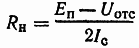 Rн = (Eп − Uотс) / 2Iс